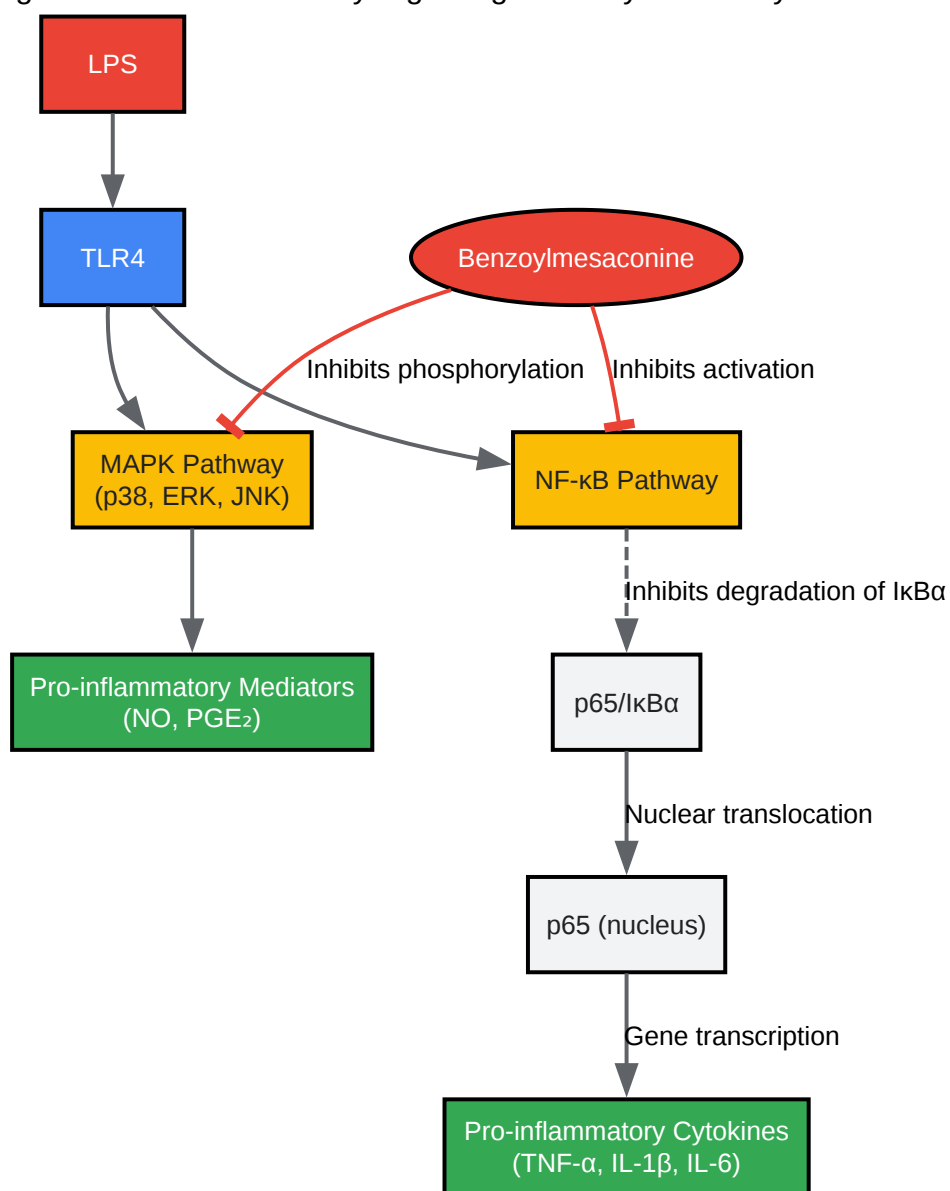 LPS
TLR4
Benzoylmesaconine
Inhibits phosphorylation
Inhibits activation
MAPK Pathway
(p38, ERK, JNK)
NF-κB Pathway
Inhibits degradation of IκBα
Pro-inflammatory Mediators
(NO, PGE₂)
p65/IκBα
Nuclear translocation
p65 (nucleus)
Gene transcription
Pro-inflammatory Cytokines
(TNF-α, IL-1β, IL-6)